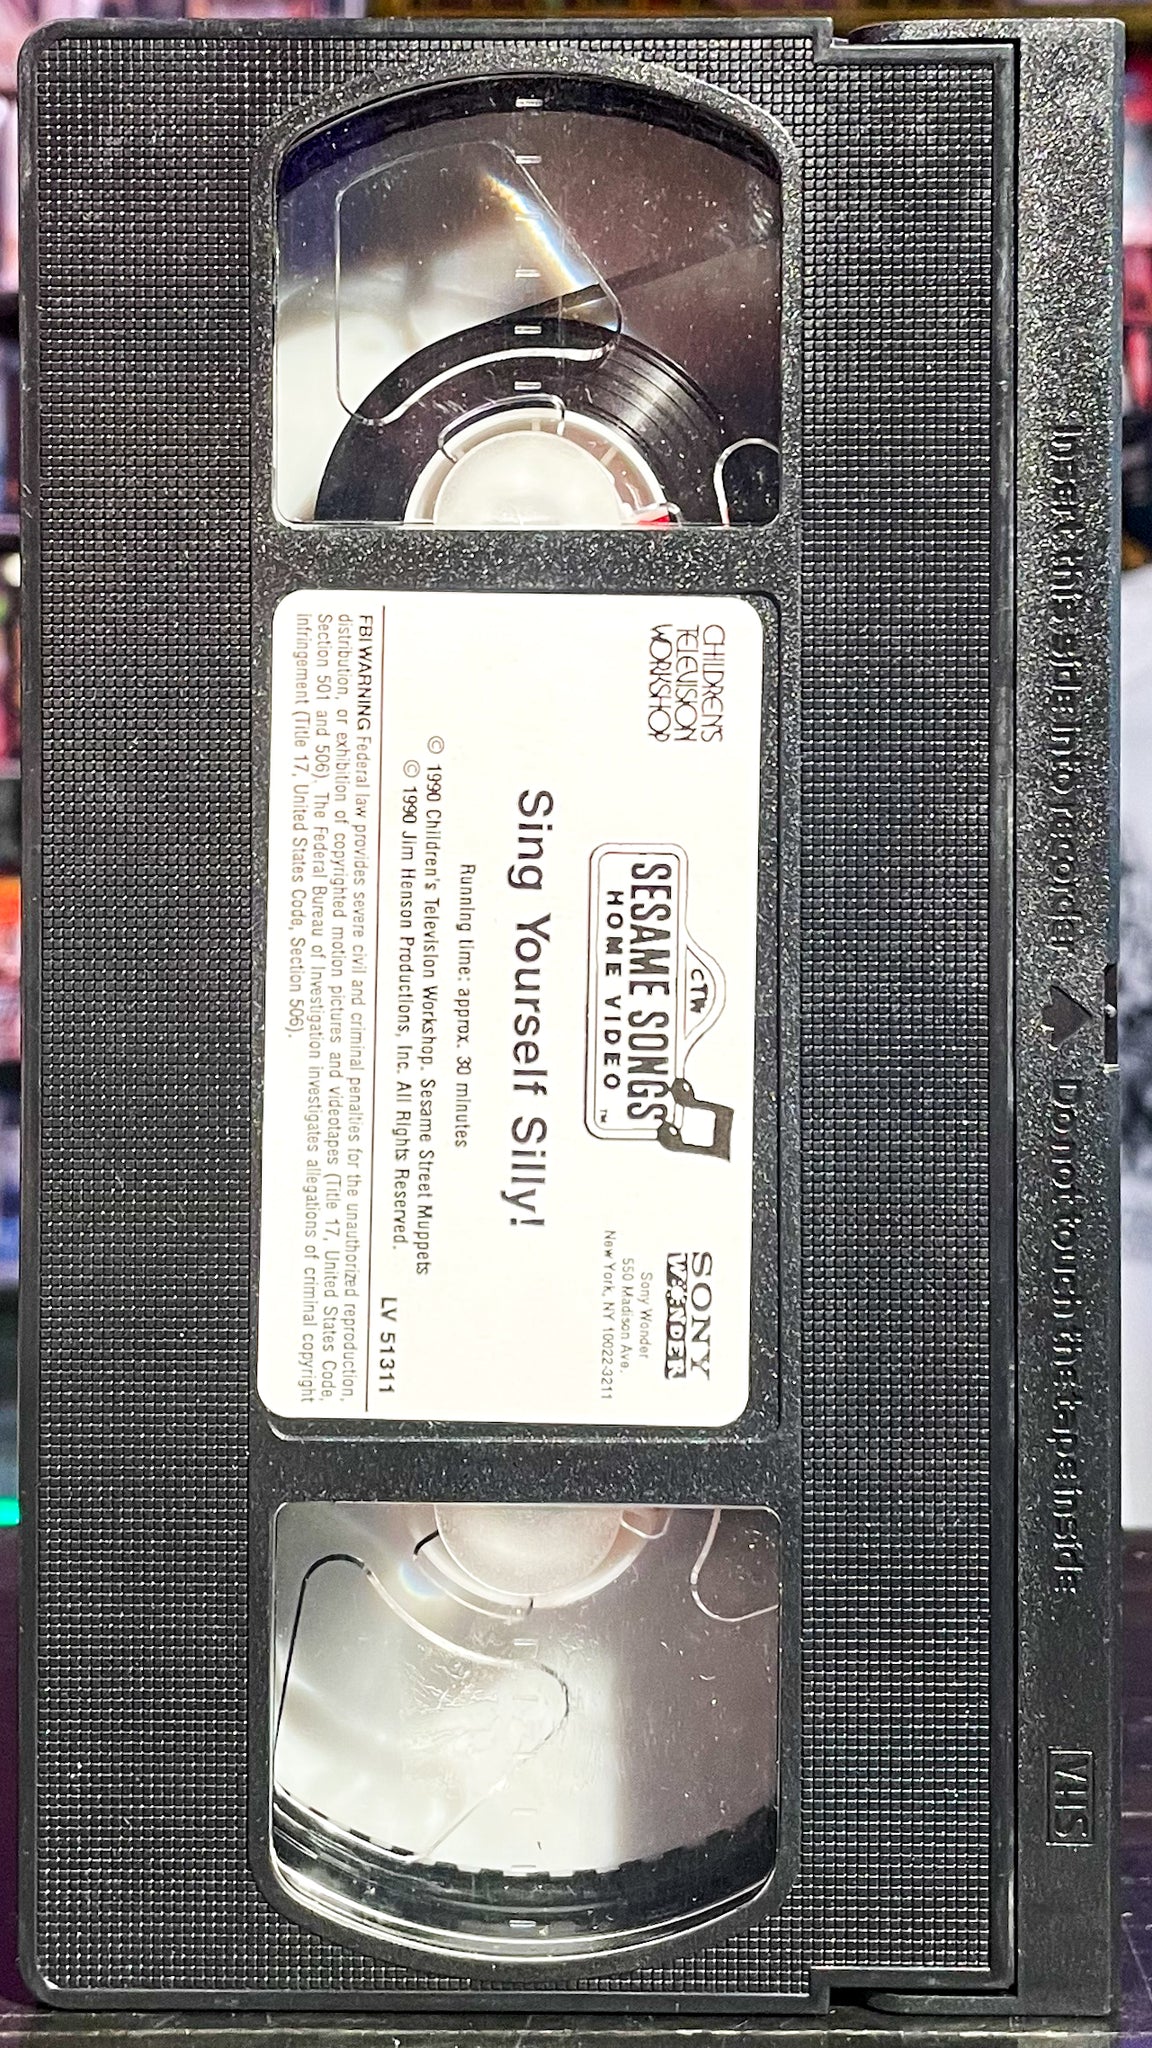 Insert this side into recorder ▲ Do not touch the tape inside
VHS
CHILDREN'S
TELEVISION
WORKSHOP
CTW
SESAME SONGS
HOME VIDEO ™
SONY
WONDER
Sony Wonder
550 Madison Ave.
New York, NY 10022-3211
Sing Yourself Silly!
Running time: approx. 30 minutes
© 1990 Children's Television Workshop. Sesame Street Muppets
© 1990 Jim Henson Productions, Inc. All Rights Reserved.
LV 51311
FBI WARNING Federal law provides severe civil and criminal penalties for the unauthorized reproduction,
distribution, or exhibition of copyrighted motion pictures and videotapes (Title 17, United States Code,
Section 501 and 506). The Federal Bureau of Investigation investigates allegations of criminal copyright
infringement (Title 17, United States Code, Section 506).